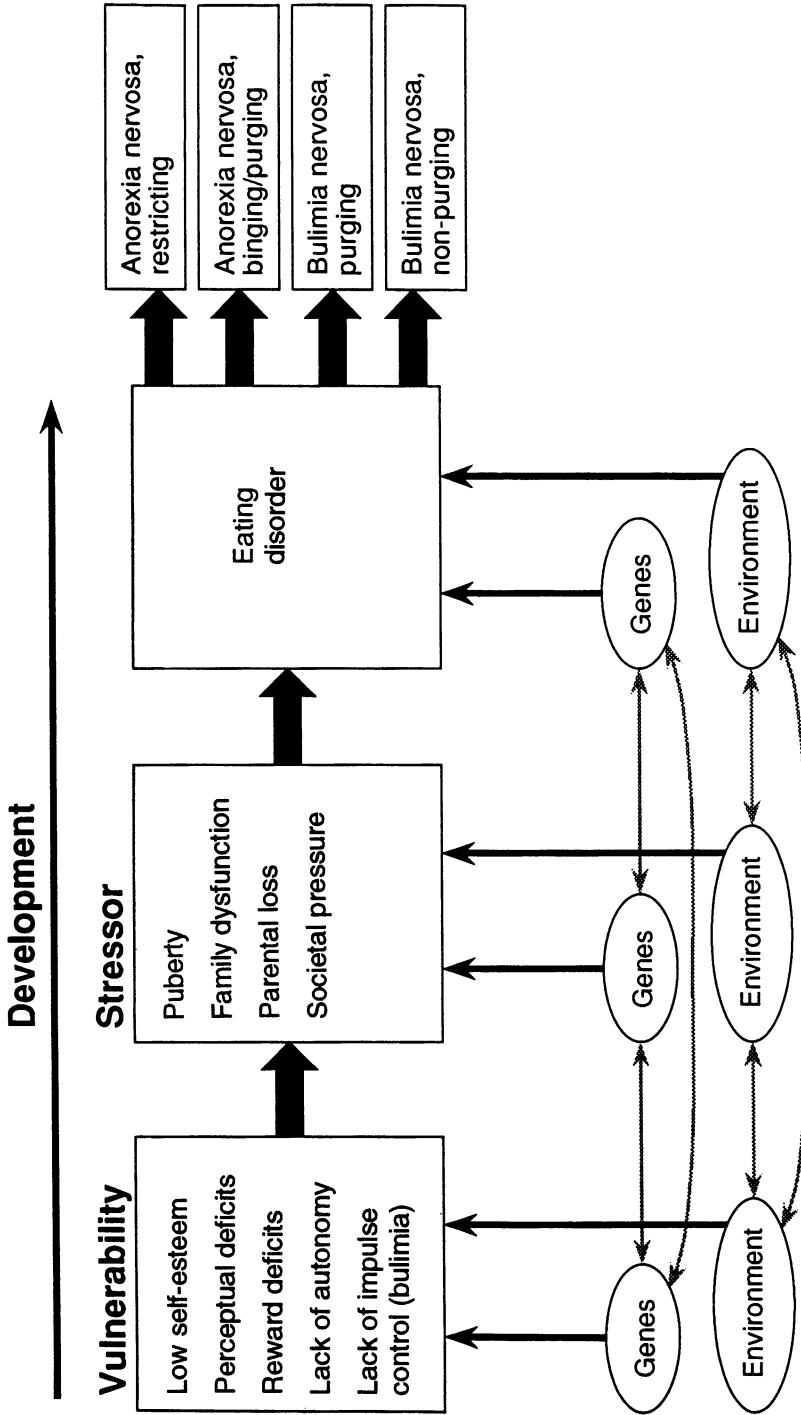 Development
Vulnerability
Low self-esteem
Perceptual deficits
Reward deficits
Lack of autonomy
Lack of impulse
control (bulimia)
Stressor
Puberty
Family dysfunction
Parental loss
Societal pressure
Eating
disorder
Anorexia nervosa,
restricting
Anorexia nervosa,
binging/purging
Bulimia nervosa,
purging
Bulimia nervosa,
non-purging
Genes
Genes
Genes
Environment
Environment
Environment